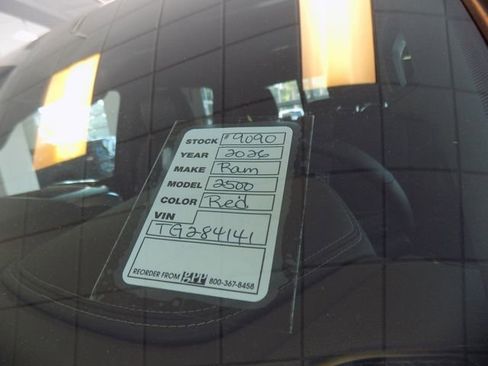 STOCK #9090
YEAR 2026
MAKE Ram
MODEL 2500
COLOR Red
VIN
TG284141
REORDER FROM 800-367-8458